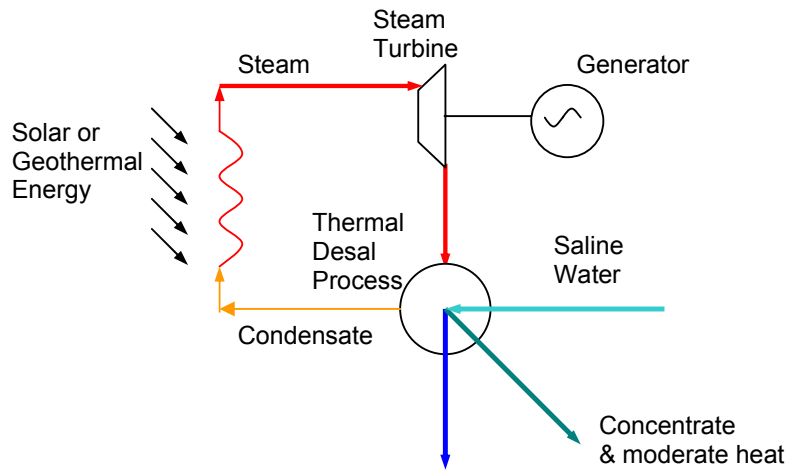 Steam
Turbine
Steam
Generator
Solar or
Geothermal
Energy
Thermal
Desal
Process
Saline
Water
Condensate
Concentrate
& moderate heat